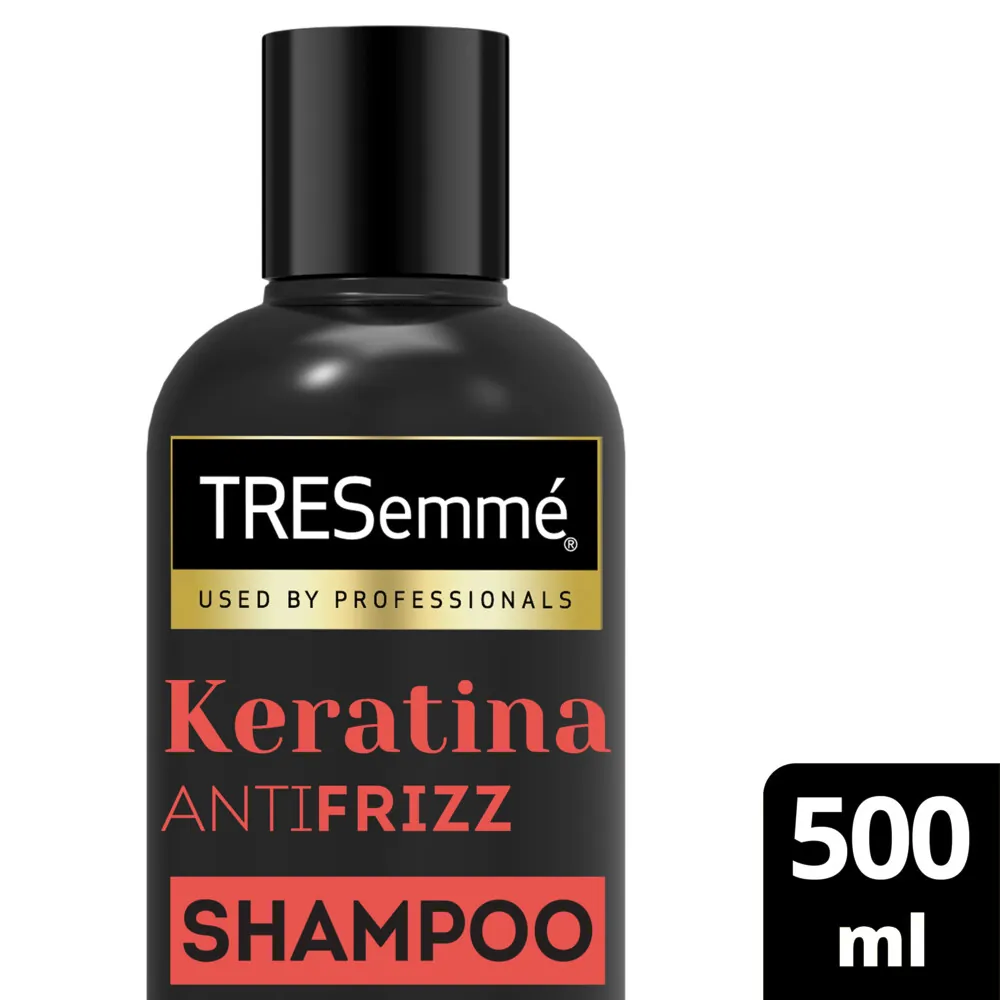 TRESemmé®
USED BY PROFESSIONALS
Keratina
ANTIFRIZZ
SHAMPOO
500
ml